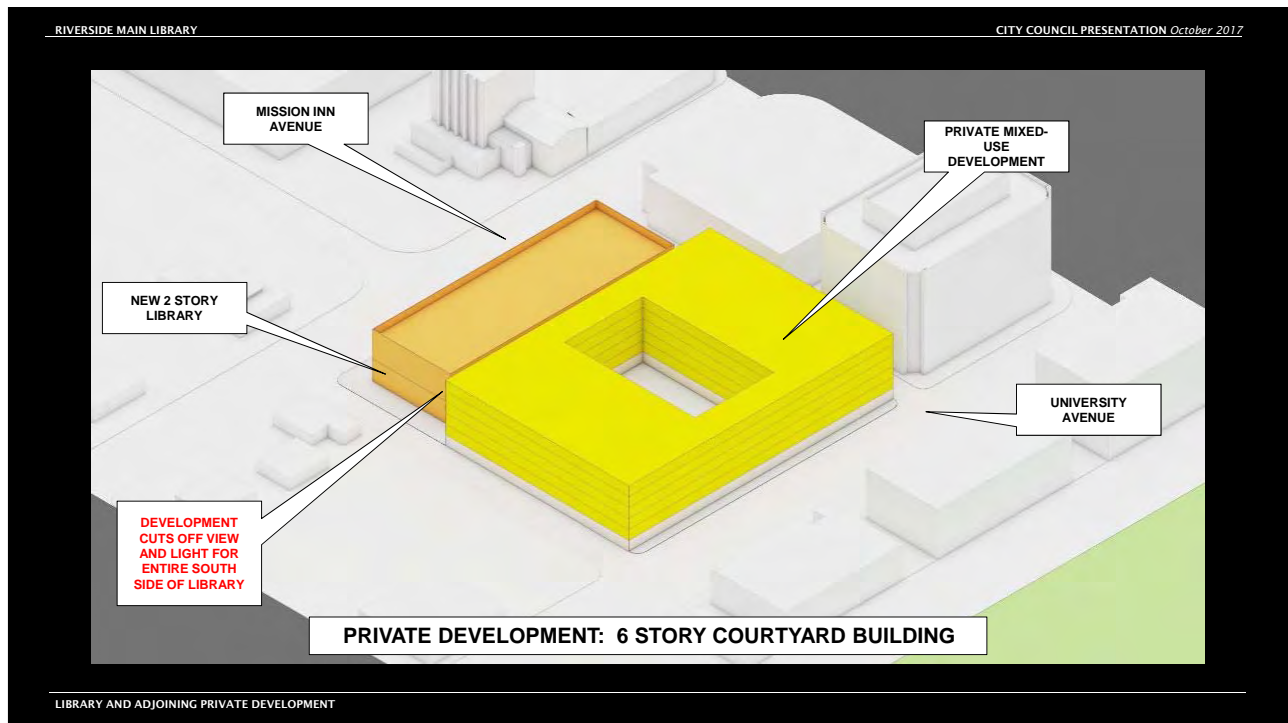 RIVERSIDE MAIN LIBRARY
CITY COUNCIL PRESENTATION October 2017
MISSION INN
AVENUE
PRIVATE MIXED-
USE
DEVELOPMENT
NEW 2 STORY
LIBRARY
UNIVERSITY
AVENUE
DEVELOPMENT
CUTS OFF VIEW
AND LIGHT FOR
ENTIRE SOUTH
SIDE OF LIBRARY
PRIVATE DEVELOPMENT: 6 STORY COURTYARD BUILDING
LIBRARY AND ADJOINING PRIVATE DEVELOPMENT